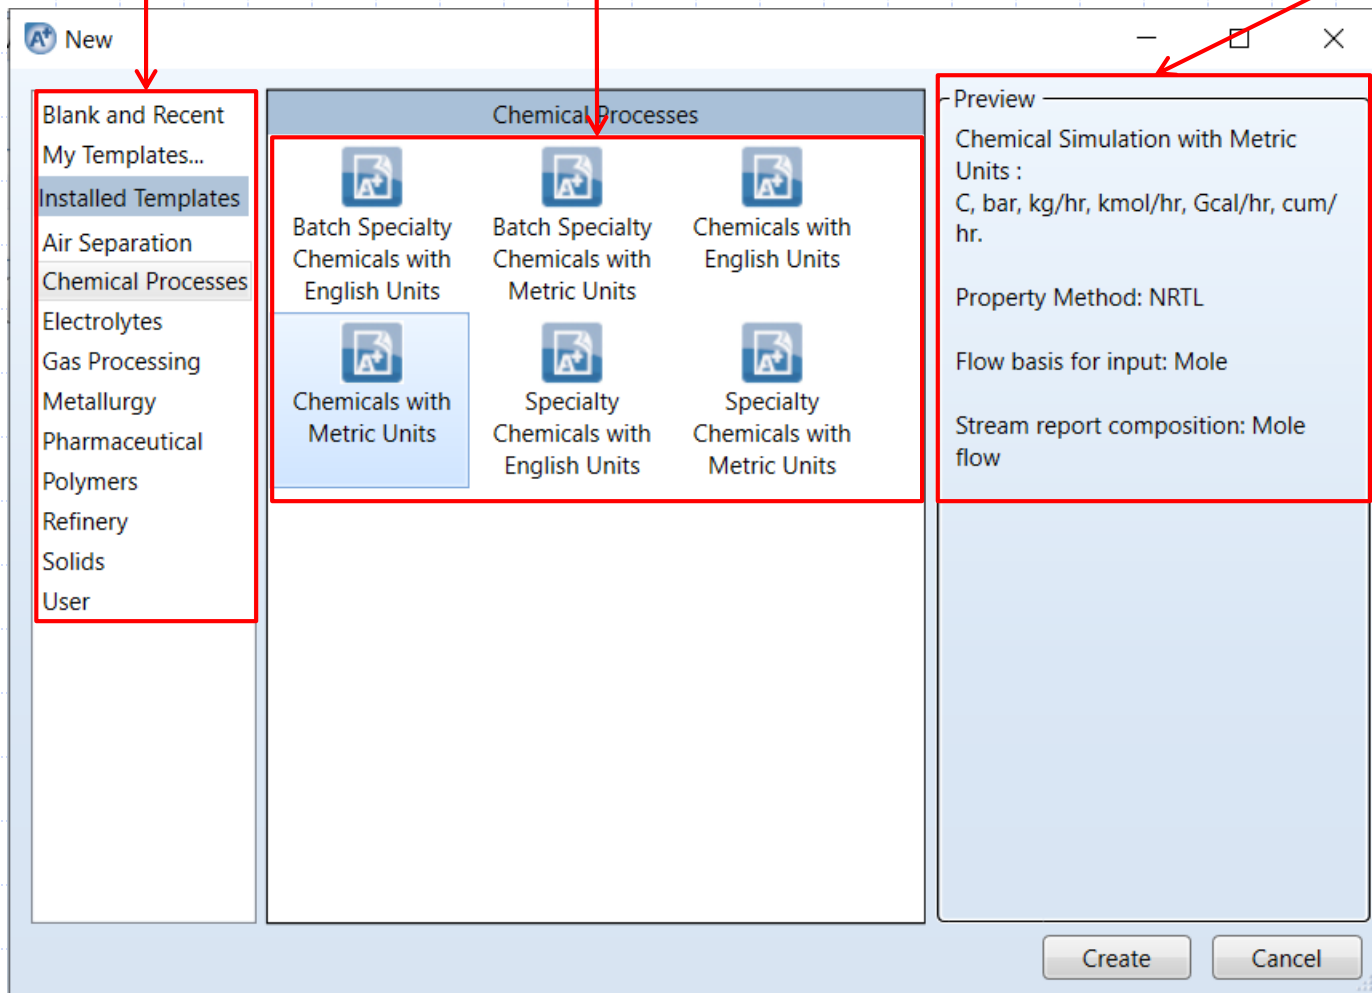 New
Blank and Recent
My Templates...
Installed Templates
Air Separation
Chemical Processes
Electrolytes
Gas Processing
Metallurgy
Pharmaceutical
Polymers
Refinery
Solids
User
Chemical Processes
Batch Specialty
Chemicals with
English Units
Batch Specialty
Chemicals with
Metric Units
Chemicals with
English Units
Chemicals with
Metric Units
Specialty
Chemicals with
English Units
Specialty
Chemicals with
Metric Units
Preview
Chemical Simulation with Metric
Units :
C, bar, kg/hr, kmol/hr, Gcal/hr, cum/
hr.
Property Method: NRTL
Flow basis for input: Mole
Stream report composition: Mole
flow
Create
Cancel